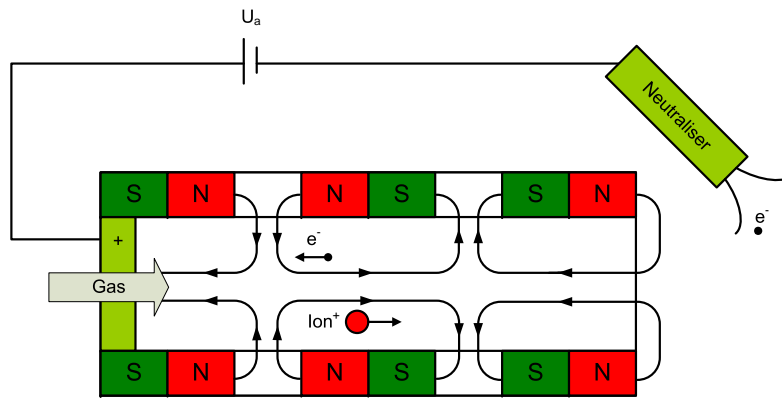 Uₐ
Neutraliser
S N N S S N
+
e⁻
e⁻
Gas
Ion⁺
S N N S S N